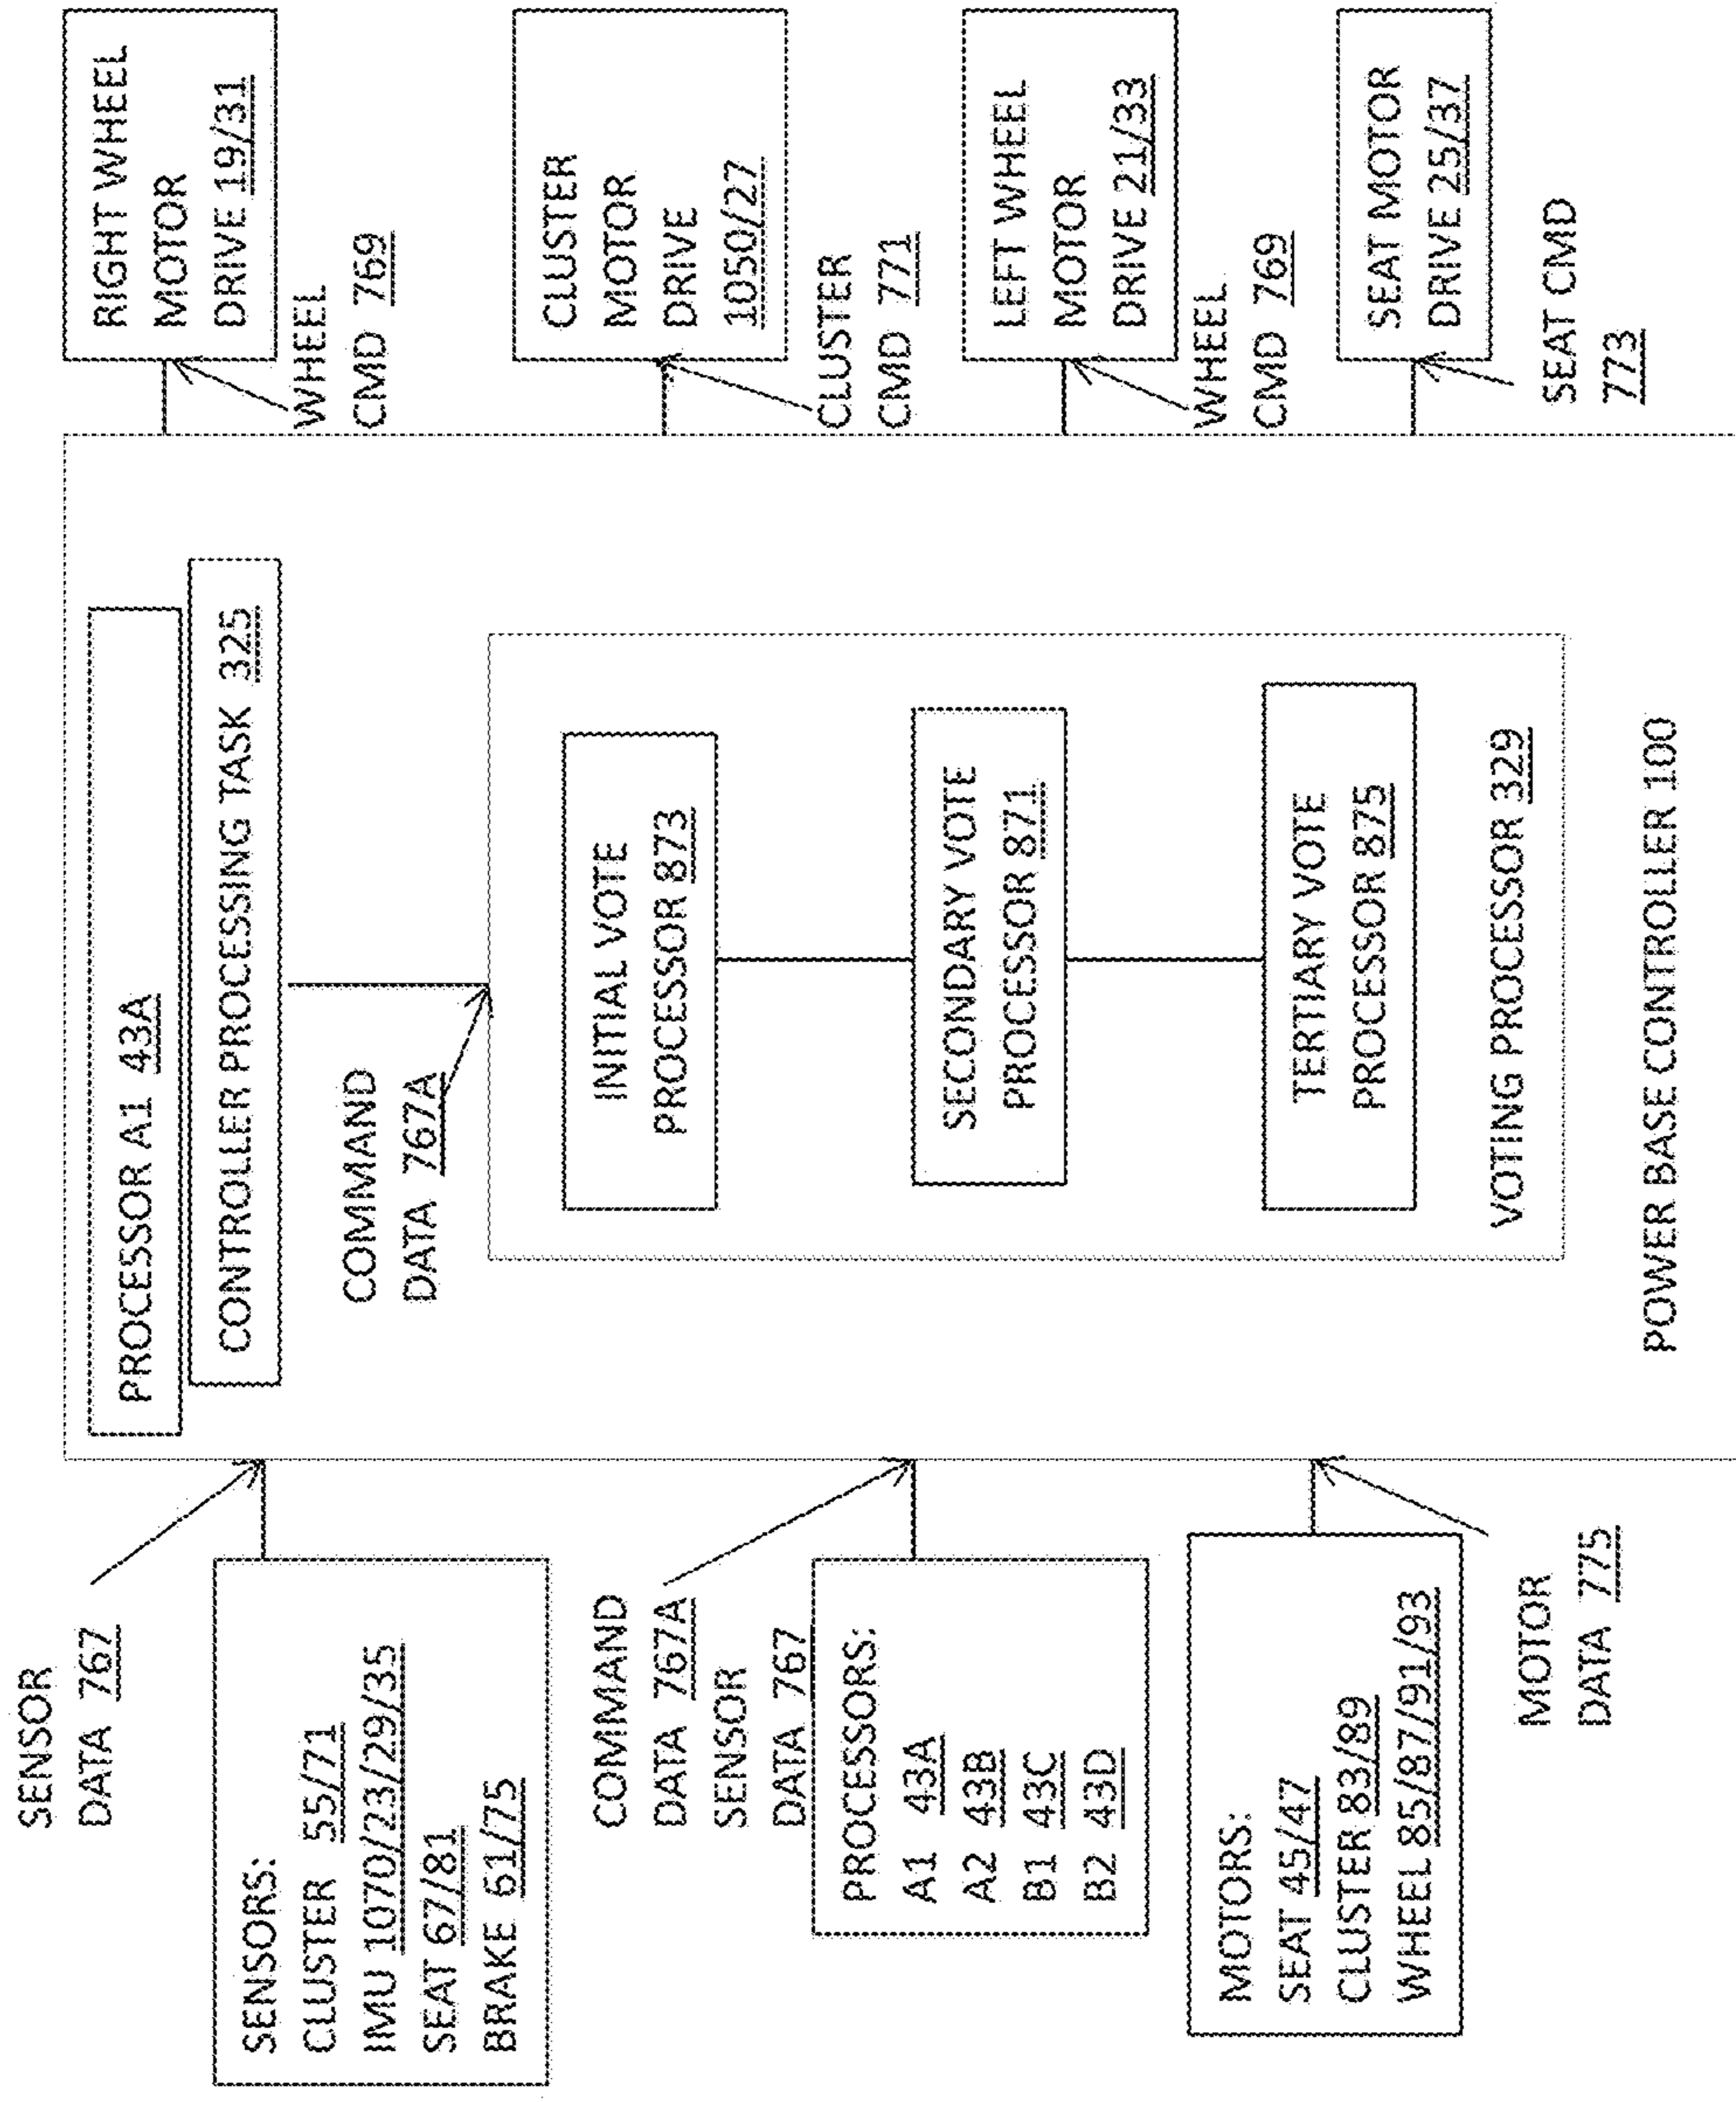 SENSOR
DATA 767
SENSORS:
CLUSTER 55/71
IMU 1070/23/29/35
SEAT 67/81
BRAKE 61/75
COMMAND
DATA 767A
SENSOR
DATA 767
PROCESSORS:
A1 43A
A2 43B
B1 43C
B2 43D
MOTORS:
SEAT 45/47
CLUSTER 83/89
WHEEL 85/87/91/93
MOTOR
DATA 775
PROCESSOR A1 43A
CONTROLLER PROCESSING TASK 325
COMMAND
DATA 767A
INITIAL VOTE
PROCESSOR 873
SECONDARY VOTE
PROCESSOR 871
TERTIARY VOTE
PROCESSOR 875
VOTING PROCESSOR 329
POWER BASE CONTROLLER 100
RIGHT WHEEL
MOTOR
DRIVE 19/31
WHEEL
CMD 769
CLUSTER
MOTOR
DRIVE
1050/27
CLUSTER
CMD 771
LEFT WHEEL
MOTOR
DRIVE 21/33
WHEEL
CMD 769
SEAT MOTOR
DRIVE 25/37
SEAT CMD
773